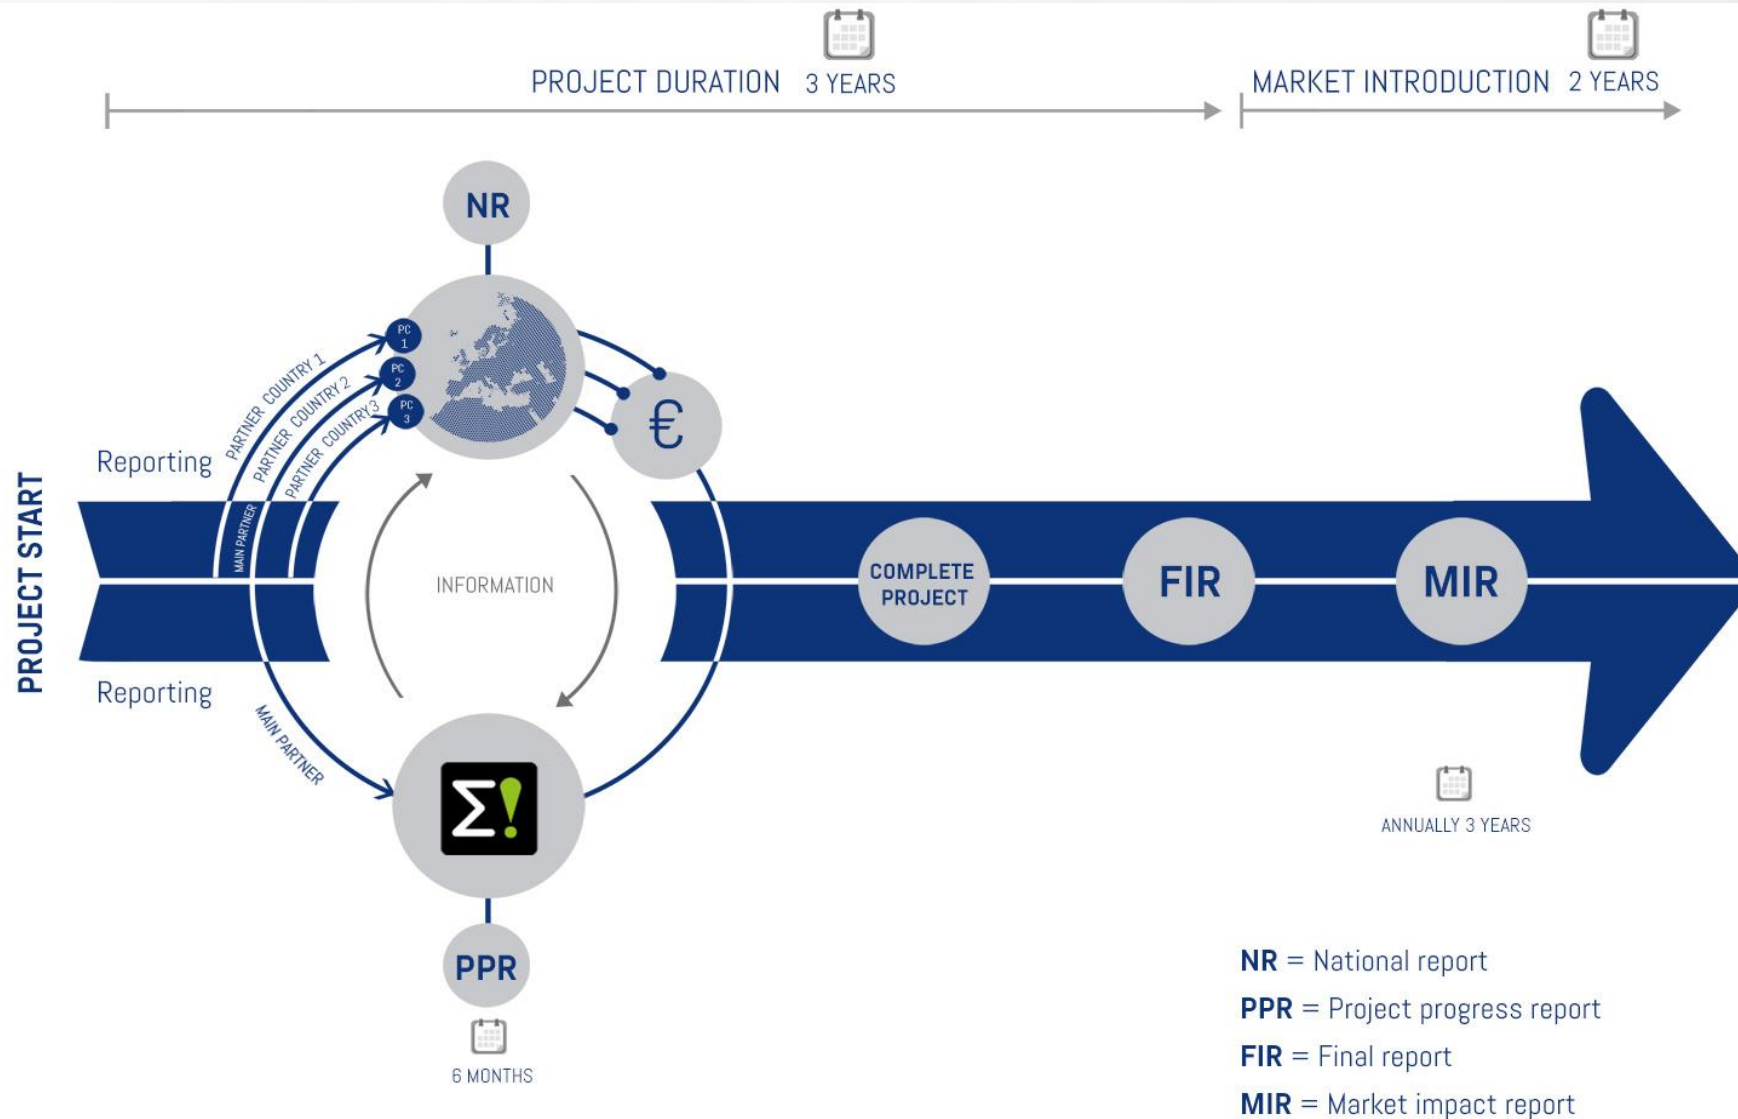 PROJECT DURATION 3 YEARS
MARKET INTRODUCTION 2 YEARS
NR
PC
1
PC
2
PC
3
PARTNER COUNTRY 1
PARTNER COUNTRY 2
PARTNER COUNTRY3
€
Reporting
PROJECT START
MAIN PARTNER
INFORMATION
COMPLETE
PROJECT
FIR
MIR
Reporting
MAIN PARTNER
Σ!
ANNUALLY 3 YEARS
PPR
6 MONTHS
NR = National report
PPR = Project progress report
FIR = Final report
MIR = Market impact report